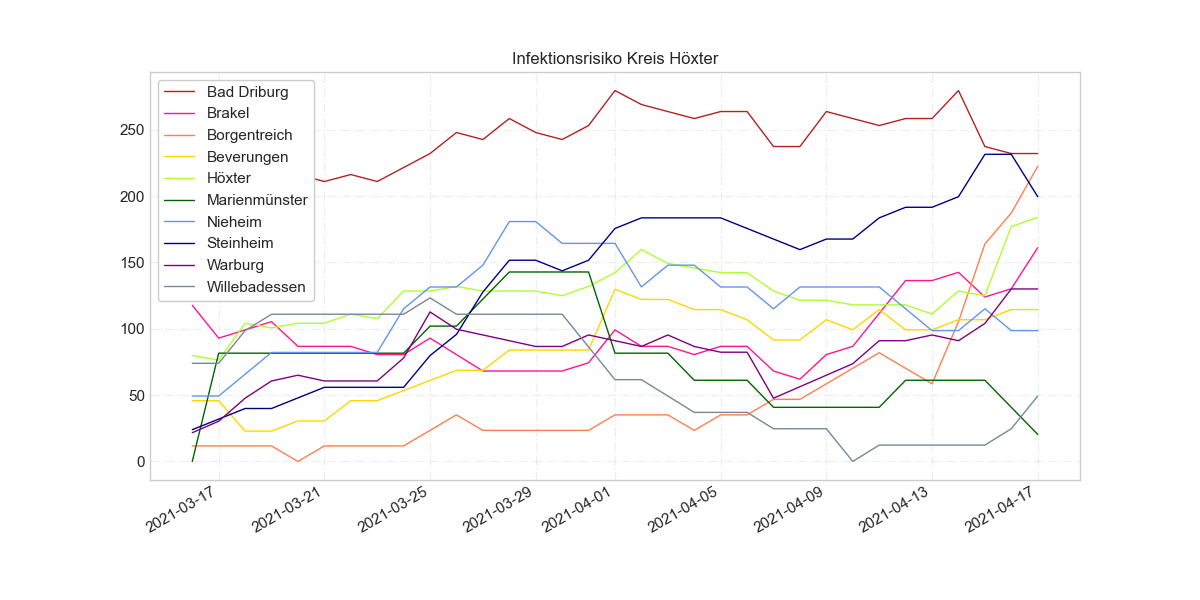 Infektionsrisiko Kreis Höxter
Bad Driburg
Brakel
Borgentreich
Beverungen
Höxter
Marienmünster
Nieheim
Steinheim
Warburg
Willebadessen
250
200
150
100
50
0
2021-03-17
2021-03-21
2021-03-25
2021-03-29
2021-04-01
2021-04-05
2021-04-09
2021-04-13
2021-04-17